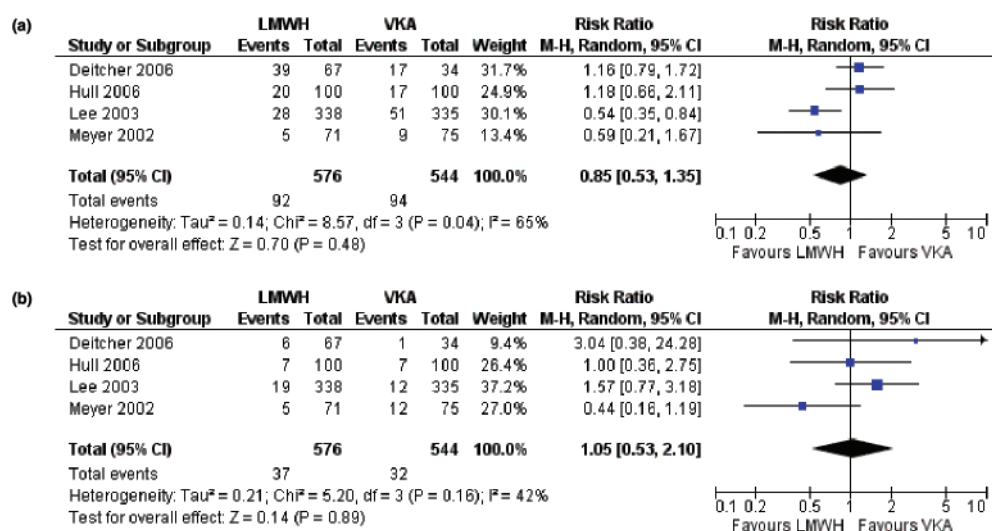 (a) LMWH VKA Risk Ratio Risk Ratio
Study or Subgroup Events Total Events Total Weight M-H, Random, 95% CI M-H, Random, 95% CI
Deitcher 2006 39 67 17 34 31.7% 1.16 [0.79, 1.72]
Hull 2006 20 100 17 100 24.9% 1.18 [0.66, 2.11]
Lee 2003 28 338 51 335 30.1% 0.54 [0.35, 0.84]
Meyer 2002 5 71 9 75 13.4% 0.59 [0.21, 1.67]
Total (95% CI) 576 544 100.0% 0.85 [0.53, 1.35]
Total events 92 94
Heterogeneity: Tau² = 0.14; Chi² = 8.57, df = 3 (P = 0.04); I² = 65%
Test for overall effect: Z = 0.70 (P = 0.48)
0.1 0.2 0.5 1 2 5 10
Favours LMWH Favours VKA
(b) LMWH VKA Risk Ratio Risk Ratio
Study or Subgroup Events Total Events Total Weight M-H, Random, 95% CI M-H, Random, 95% CI
Deitcher 2006 6 67 1 34 9.4% 3.04 [0.38, 24.28]
Hull 2006 7 100 7 100 26.4% 1.00 [0.36, 2.75]
Lee 2003 19 338 12 335 37.2% 1.57 [0.77, 3.18]
Meyer 2002 5 71 12 75 27.0% 0.44 [0.16, 1.19]
Total (95% CI) 576 544 100.0% 1.05 [0.53, 2.10]
Total events 37 32
Heterogeneity: Tau² = 0.21; Chi² = 5.20, df = 3 (P = 0.16); I² = 42%
Test for overall effect: Z = 0.14 (P = 0.89)
0.1 0.2 0.5 1 2 5 10
Favours LMWH Favours VKA